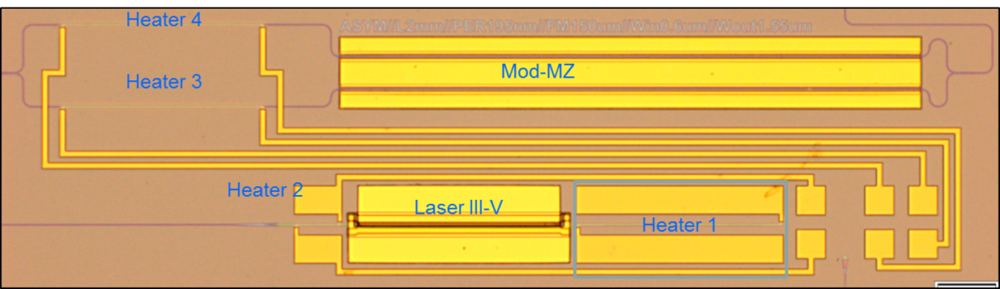 Heater 4
ASYM//L2mm//PER195nm//FM150um//Win0.6um//Wout1.55um
Mod-MZ
Heater 3
Heater 2
Laser III-V
Heater 1